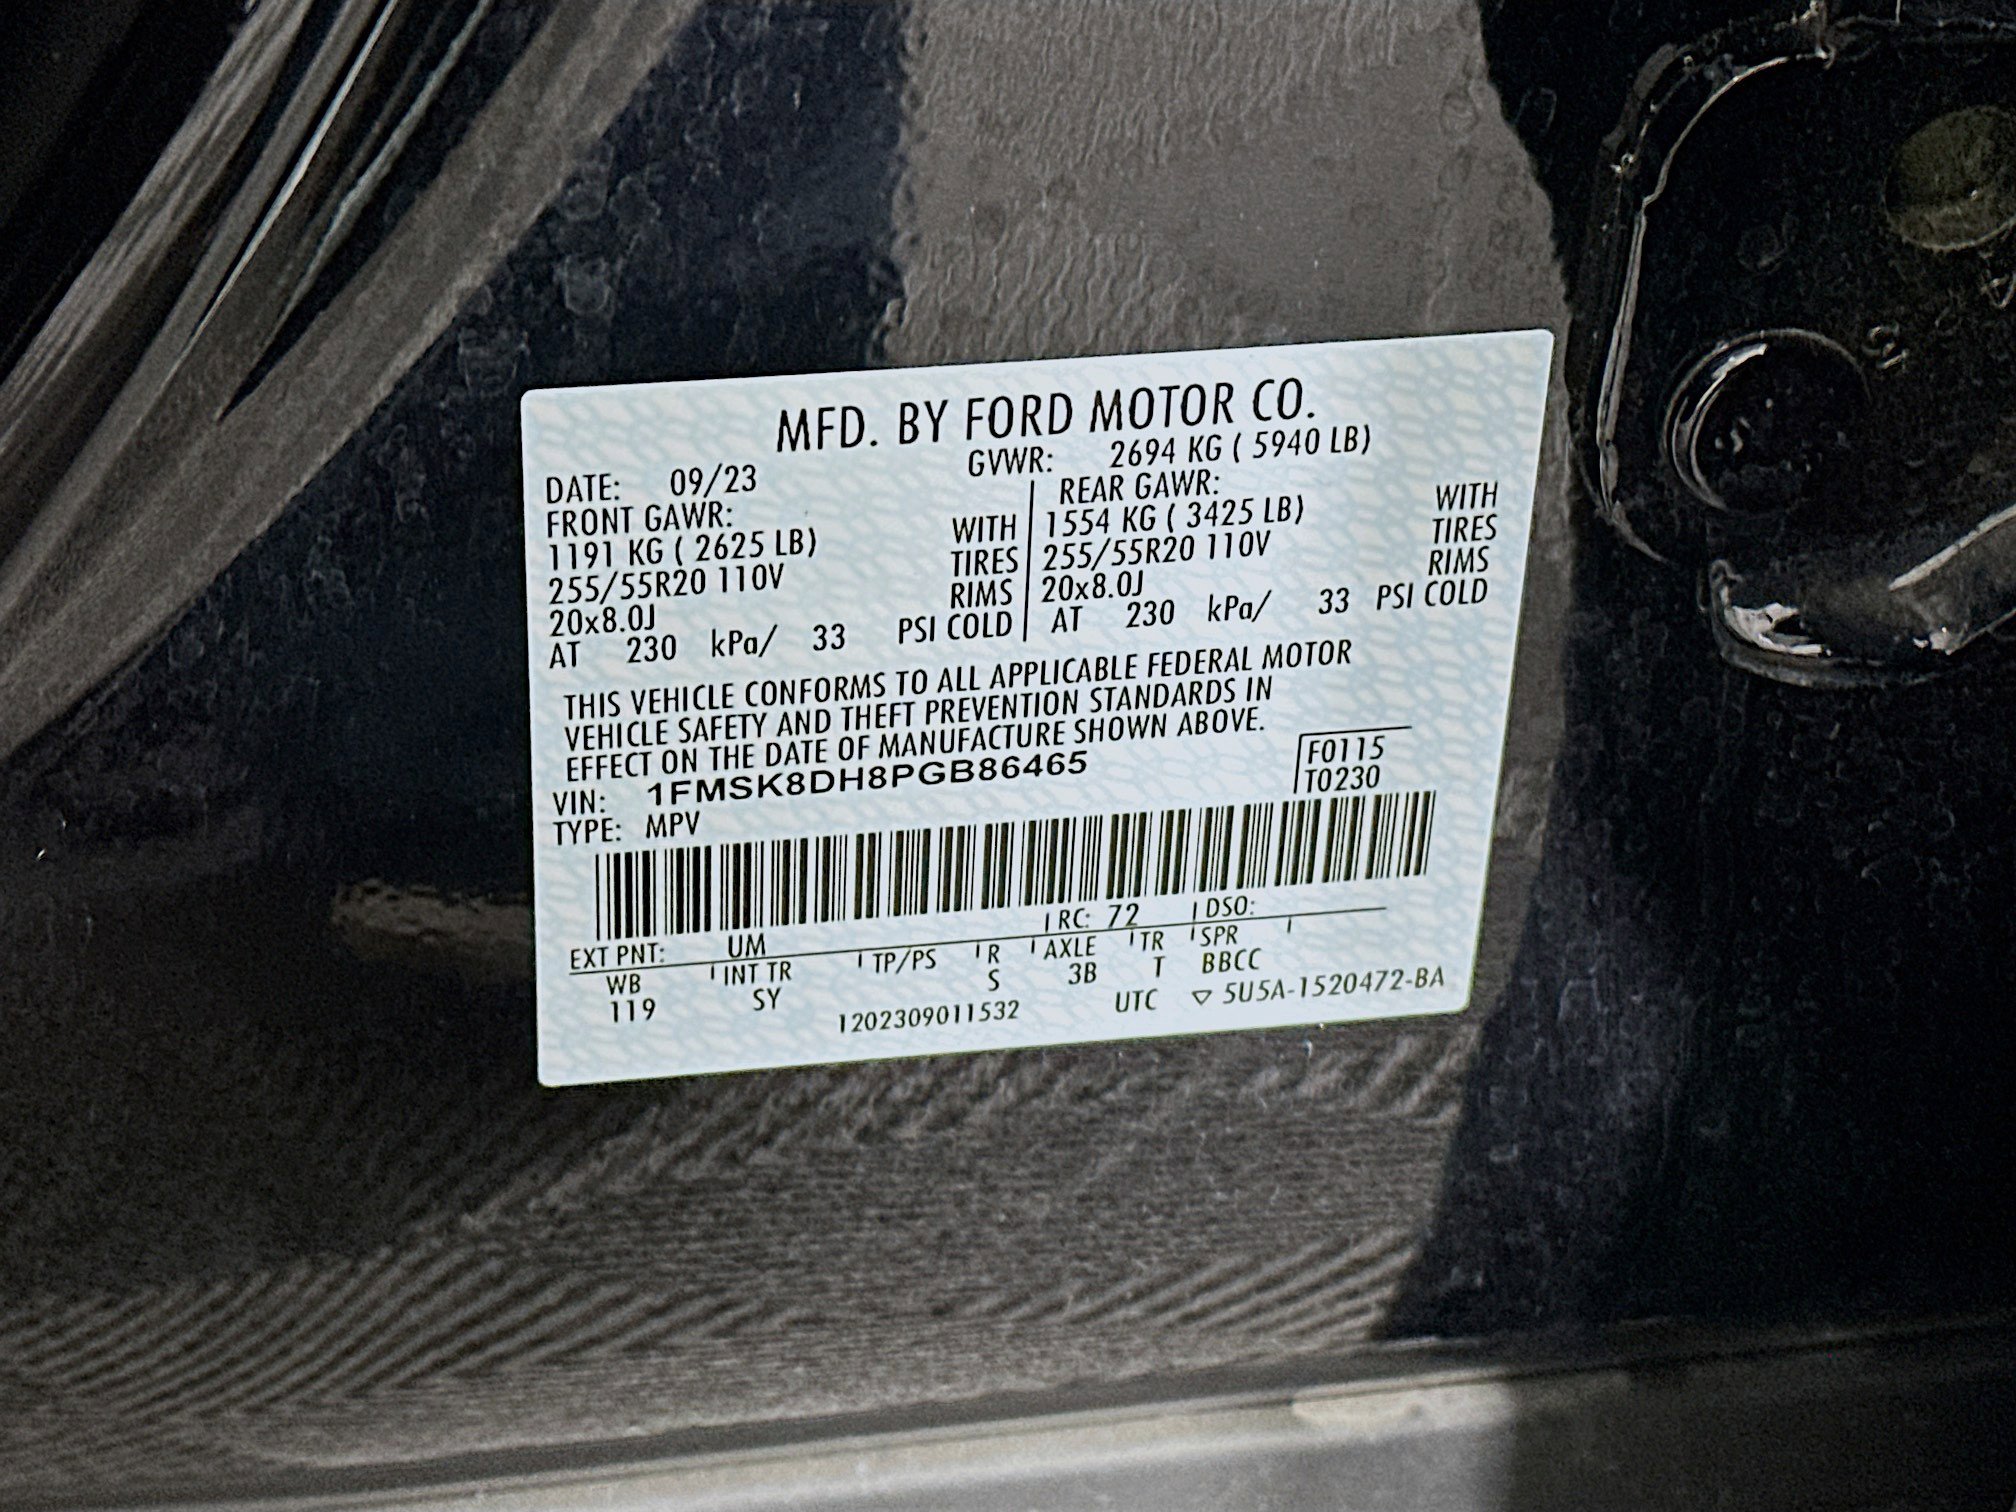 MFD. BY FORD MOTOR CO.
DATE: 09/23 GVWR: 2694 KG ( 5940 LB)
FRONT GAWR: REAR GAWR:
1191 KG ( 2625 LB) WITH 1554 KG ( 3425 LB) WITH
255/55R20 110V TIRES 255/55R20 110V TIRES
20x8.0J RIMS 20x8.0J RIMS
AT 230 kPa/ 33 PSI COLD AT 230 kPa/ 33 PSI COLD
THIS VEHICLE CONFORMS TO ALL APPLICABLE FEDERAL MOTOR
VEHICLE SAFETY AND THEFT PREVENTION STANDARDS IN
EFFECT ON THE DATE OF MANUFACTURE SHOWN ABOVE.
VIN: 1FMSK8DH8PGB86465 F0115
TYPE: MPV T0230
EXT PNT: UM RC: 72 DSO:
WB INT TR TP/PS R AXLE TR SPR
119 SY S 3B T BBCC
1202309011532 UTC ▽ 5U5A-1520472-BA